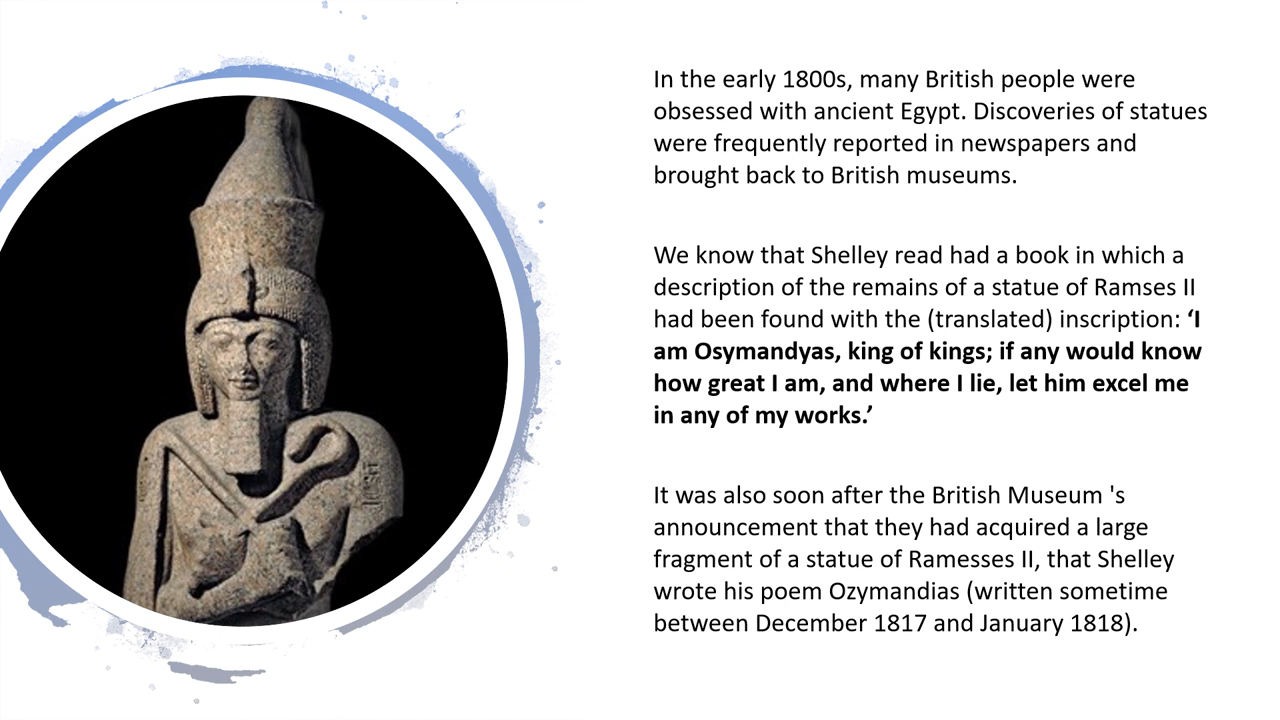 In the early 1800s, many British people were
obsessed with ancient Egypt. Discoveries of statues
were frequently reported in newspapers and
brought back to British museums.
We know that Shelley read had a book in which a
description of the remains of a statue of Ramses II
had been found with the (translated) inscription: ‘I
am Osymandyas, king of kings; if any would know
how great I am, and where I lie, let him excel me
in any of my works.’
It was also soon after the British Museum 's
announcement that they had acquired a large
fragment of a statue of Ramesses II, that Shelley
wrote his poem Ozymandias (written sometime
between December 1817 and January 1818).